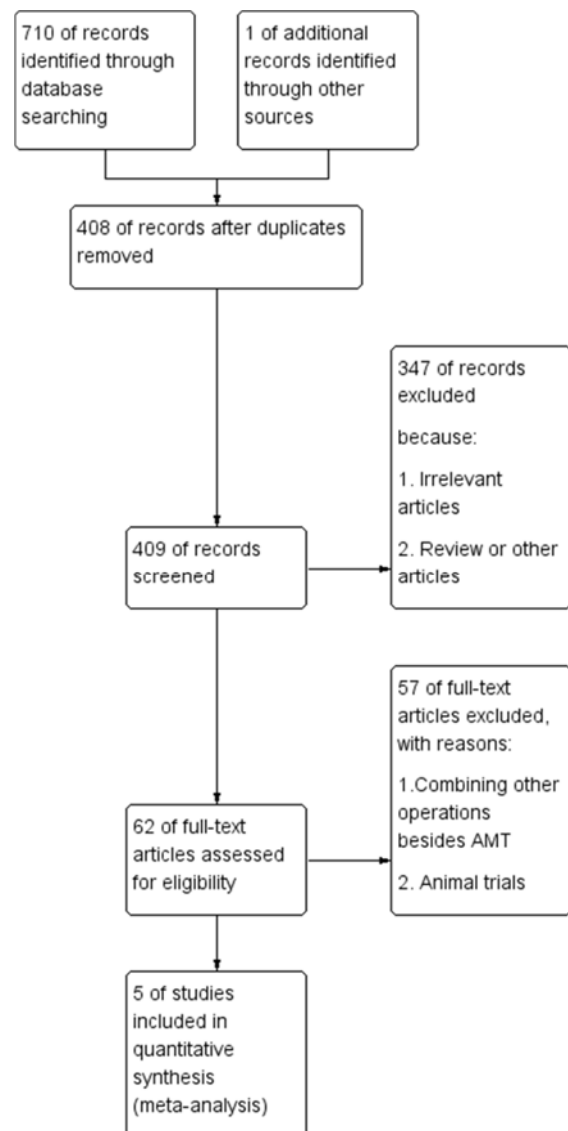 710 of records
identified through
database
searching
1 of additional
records identified
through other
sources
408 of records after duplicates
removed
347 of records
excluded
because:
1. Irrelevant
articles
2. Review or other
articles
409 of records
screened
57 of full-text
articles excluded,
with reasons:
1.Combining other
operations
besides AMT
2. Animal trials
62 of full-text
articles assessed
for eligibility
5 of studies
included in
quantitative
synthesis
(meta-analysis)